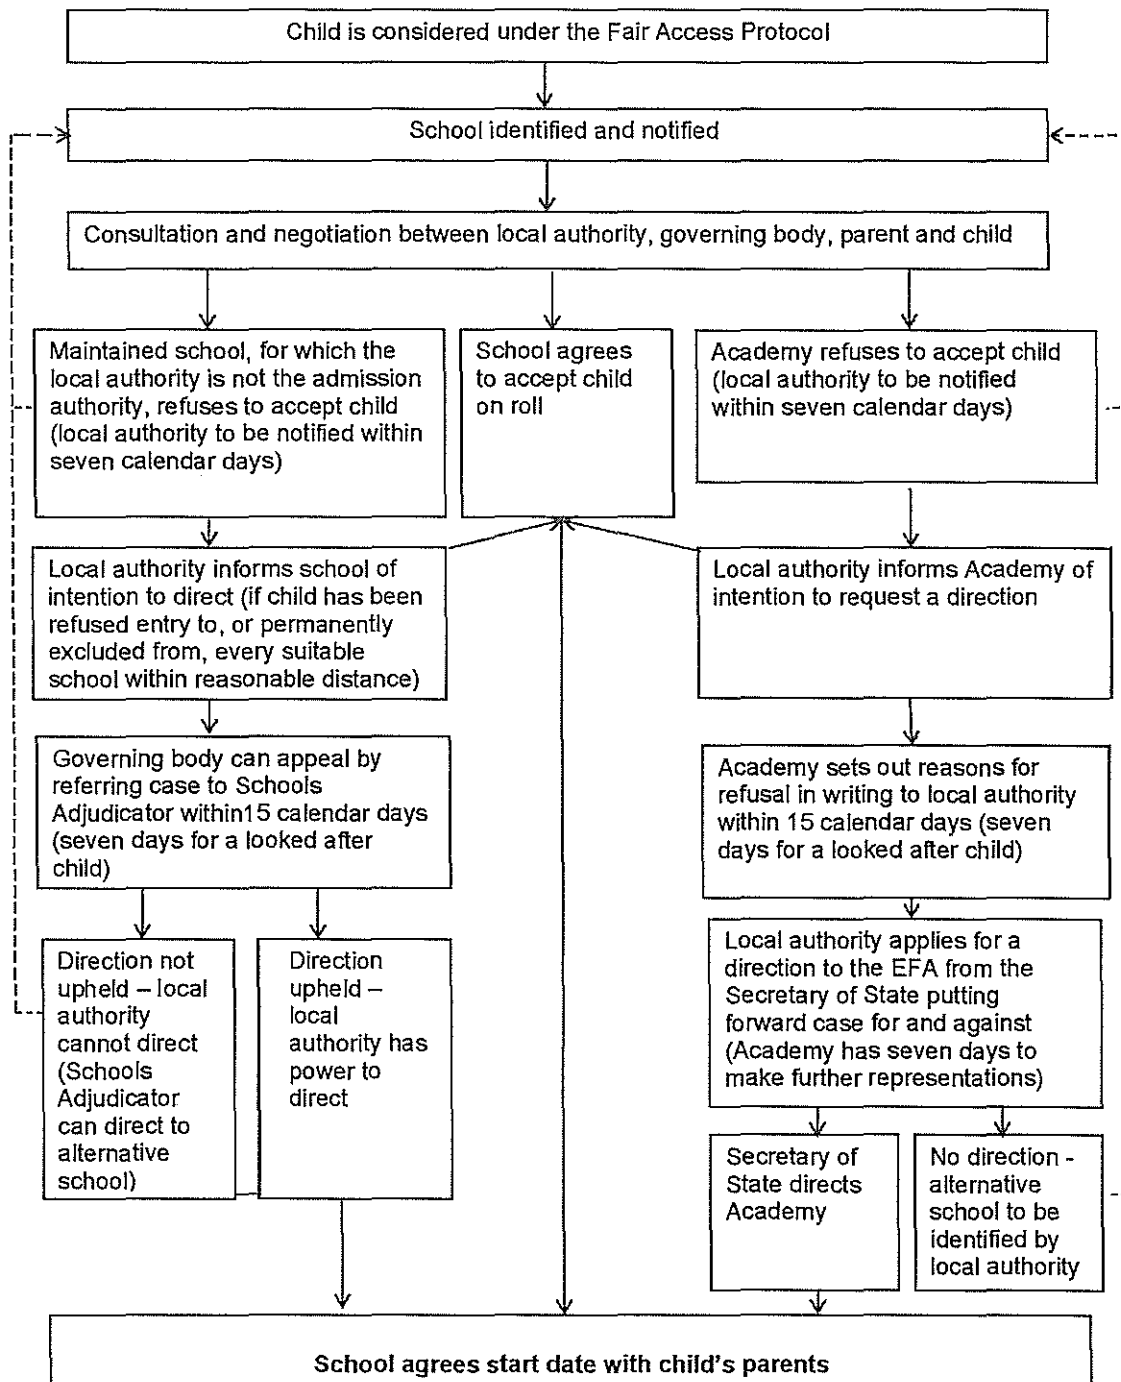 Child is considered under the Fair Access Protocol
School identified and notified
Consultation and negotiation between local authority, governing body, parent and child
Maintained school, for which the
local authority is not the admission
authority, refuses to accept child
(local authority to be notified within
seven calendar days)
School agrees
to accept child
on roll
Academy refuses to accept child
(local authority to be notified
within seven calendar days)
Local authority informs school of
intention to direct (if child has been
refused entry to, or permanently
excluded from, every suitable
school within reasonable distance)
Local authority informs Academy of
intention to request a direction
Governing body can appeal by
referring case to Schools
Adjudicator within15 calendar days
(seven days for a looked after
child)
Academy sets out reasons for
refusal in writing to local authority
within 15 calendar days (seven
days for a looked after child)
Direction not
upheld – local
authority
cannot direct
(Schools
Adjudicator
can direct to
alternative
school)
Direction
upheld –
local
authority has
power to
direct
Local authority applies for a
direction to the EFA from the
Secretary of State putting
forward case for and against
(Academy has seven days to
make further representations)
Secretary of
State directs
Academy
No direction -
alternative
school to be
identified by
local authority
School agrees start date with child's parents